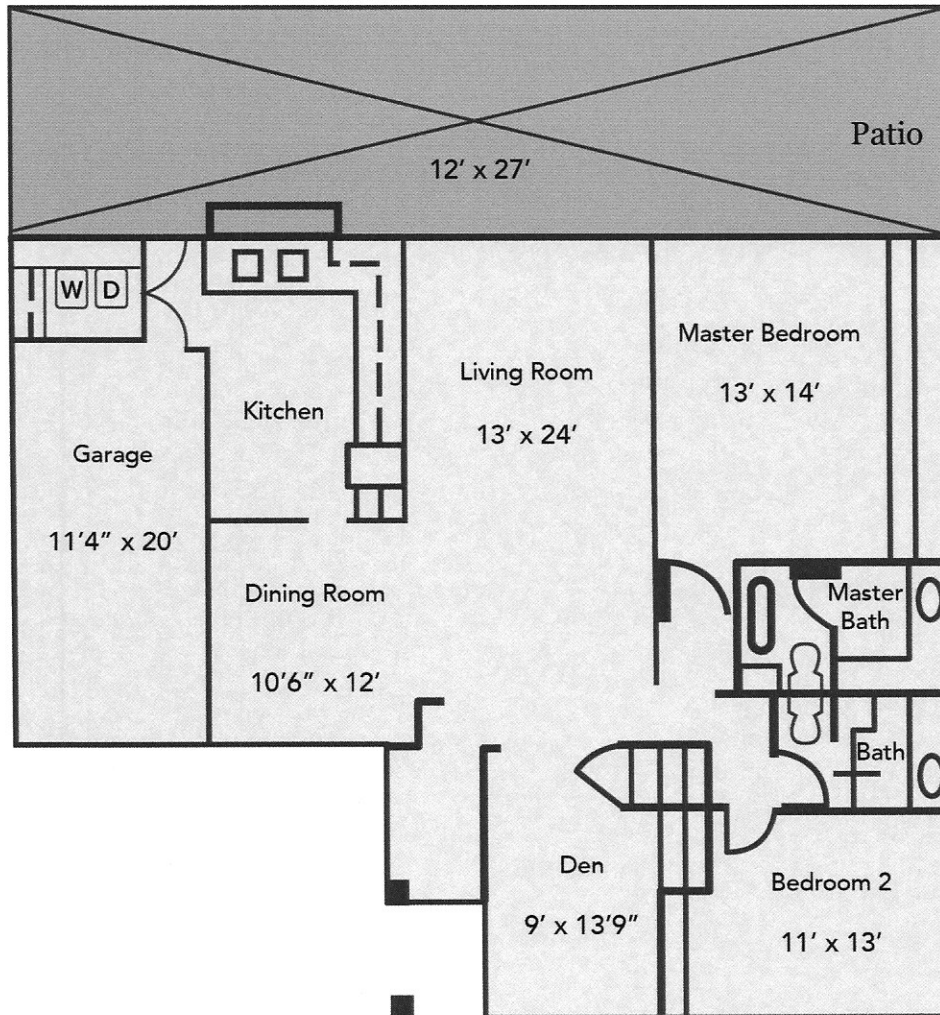 Patio
12′ x 27′
W D
Master Bedroom
13′ x 14′
Living Room
13′ x 24′
Kitchen
Garage
11′4″ x 20′
Dining Room
10′6″ x 12′
Master
Bath
Bath
Den
9′ x 13′9″
Bedroom 2
11′ x 13′